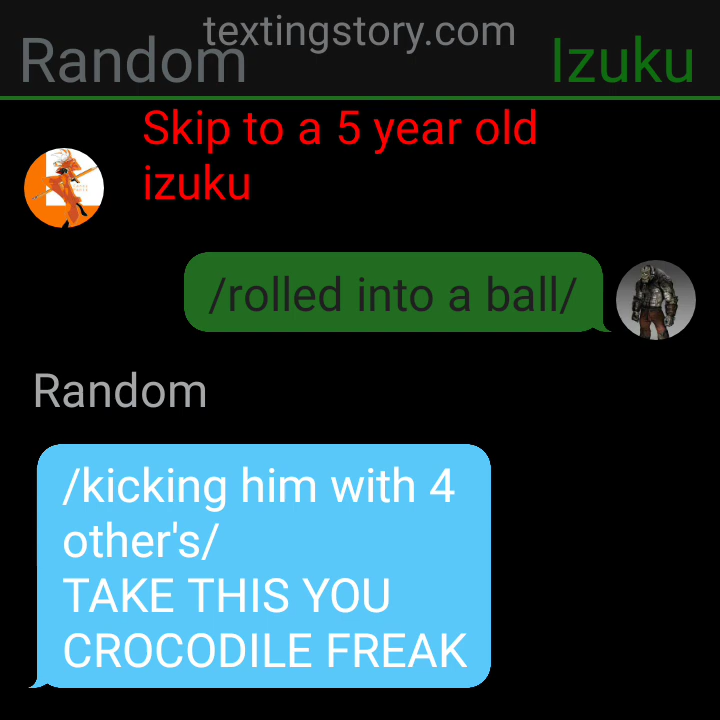 textingstory.com
Random
Izuku
Skip to a 5 year old
izuku
/rolled into a ball/
Random
/kicking him with 4
other's/
TAKE THIS YOU
CROCODILE FREAK